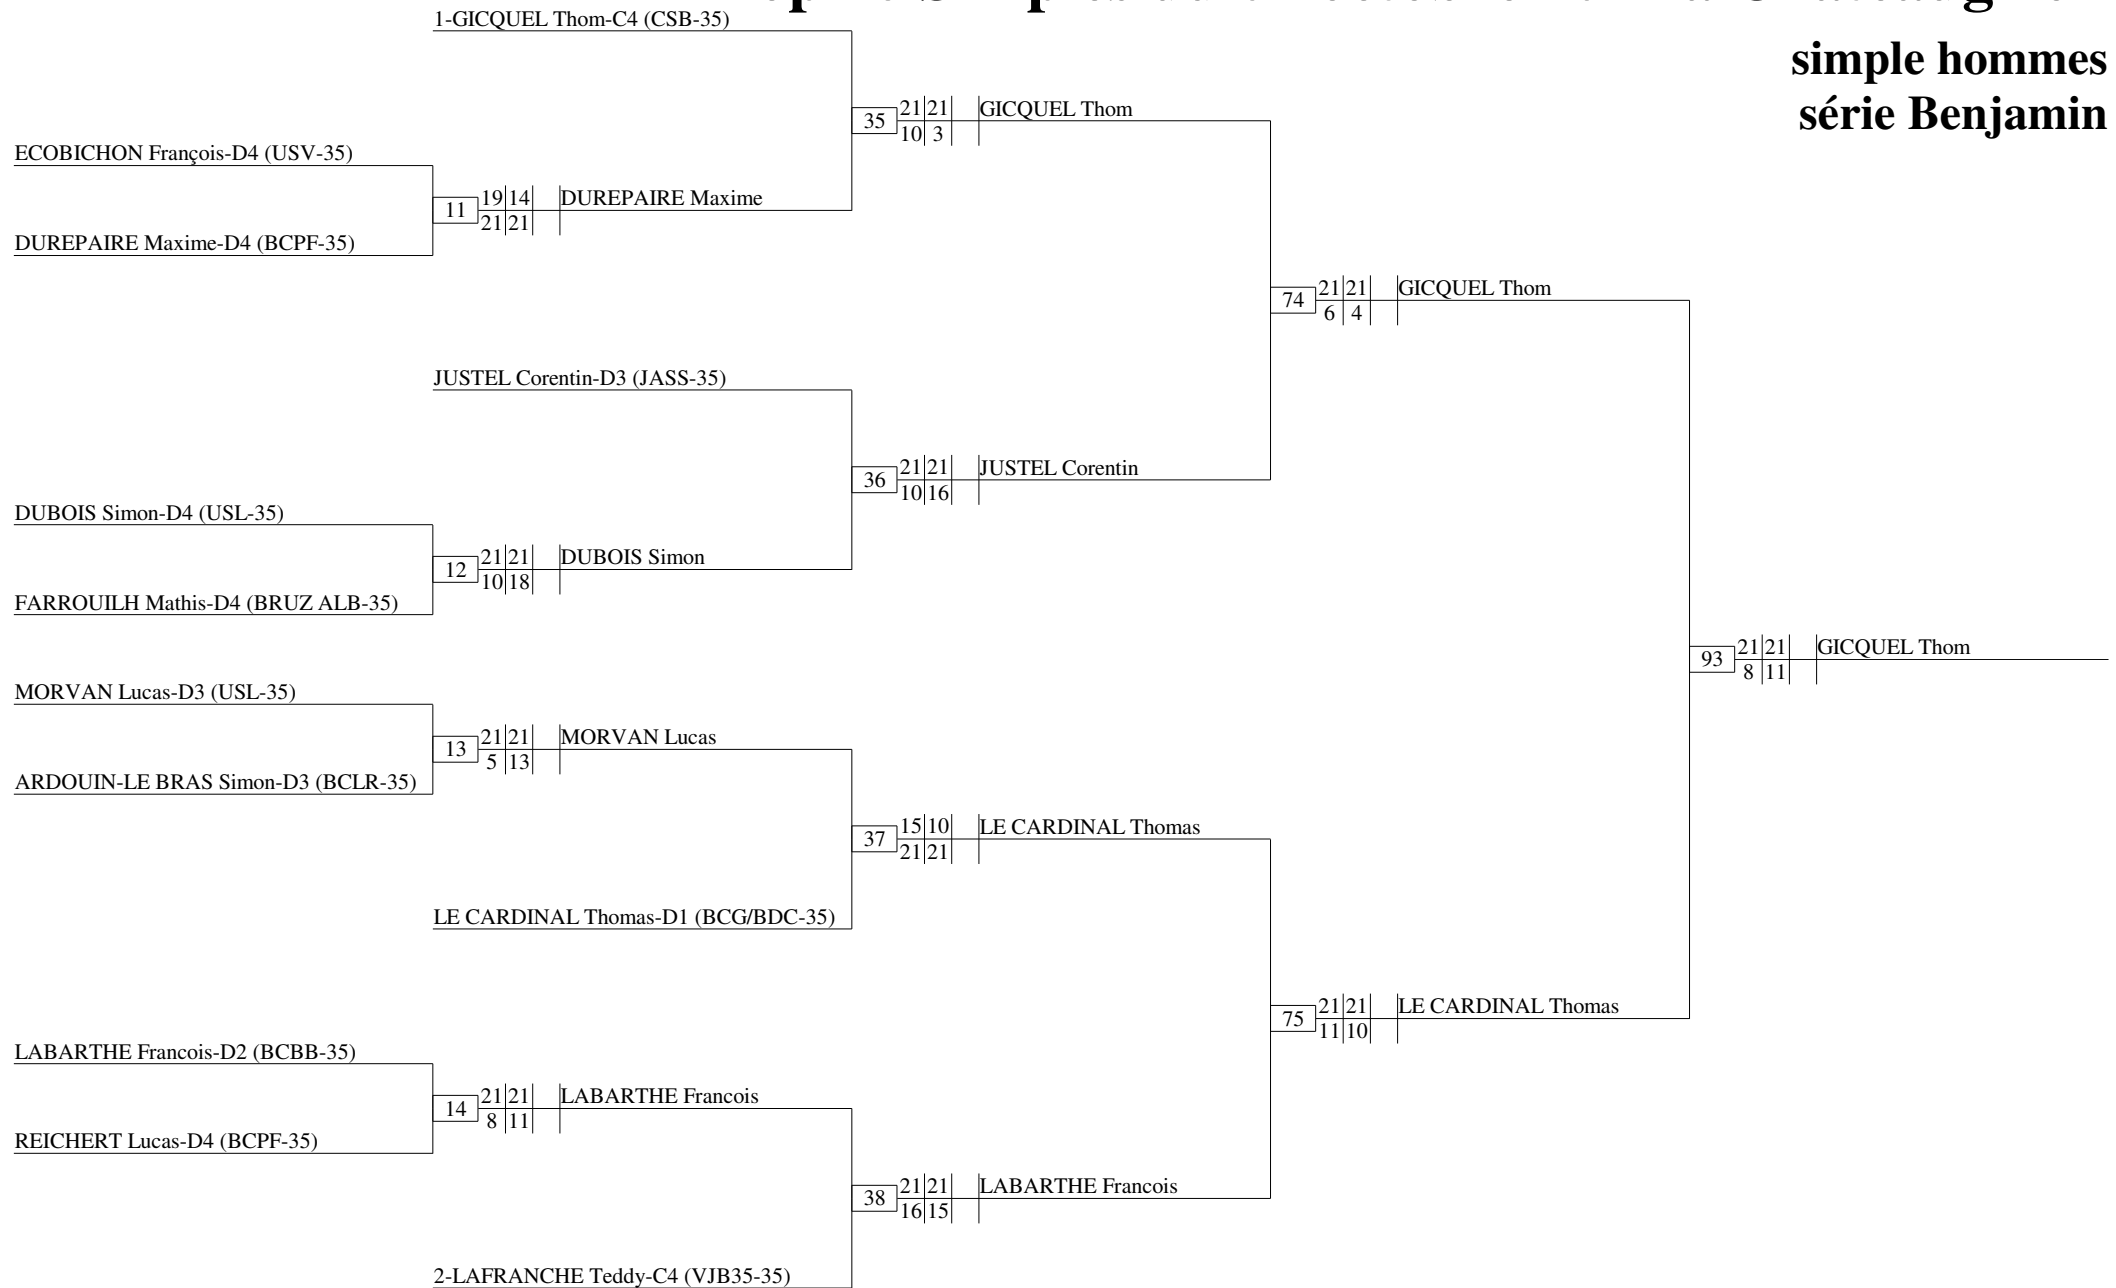 1-GICQUEL Thom-C4 (CSB-35)
simple hommes
série Benjamin
35
21 21
10 3
GICQUEL Thom
ECOBICHON François-D4 (USV-35)
11
19 14
21 21
DUREPAIRE Maxime
DUREPAIRE Maxime-D4 (BCPF-35)
74
21 21
6 4
GICQUEL Thom
JUSTEL Corentin-D3 (JASS-35)
36
21 21
10 16
JUSTEL Corentin
DUBOIS Simon-D4 (USL-35)
12
21 21
10 18
DUBOIS Simon
FARROUILH Mathis-D4 (BRUZ ALB-35)
93
21 21
8 11
GICQUEL Thom
MORVAN Lucas-D3 (USL-35)
13
21 21
5 13
MORVAN Lucas
ARDOUIN-LE BRAS Simon-D3 (BCLR-35)
37
15 10
21 21
LE CARDINAL Thomas
LE CARDINAL Thomas-D1 (BCG/BDC-35)
75
21 21
11 10
LE CARDINAL Thomas
LABARTHE Francois-D2 (BCBB-35)
14
21 21
8 11
LABARTHE Francois
REICHERT Lucas-D4 (BCPF-35)
38
21 21
16 15
LABARTHE Francois
2-LAFRANCHE Teddy-C4 (VJB35-35)